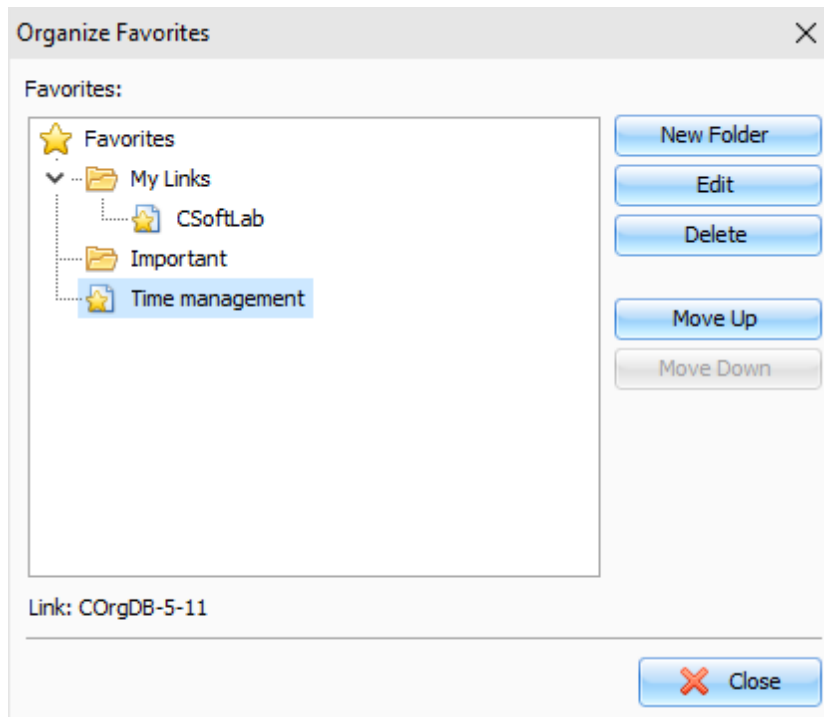 Organize Favorites
Favorites:
Favorites
My Links
CSoftLab
Important
Time management
New Folder
Edit
Delete
Move Up
Move Down
Link: COrgDB-5-11
Close